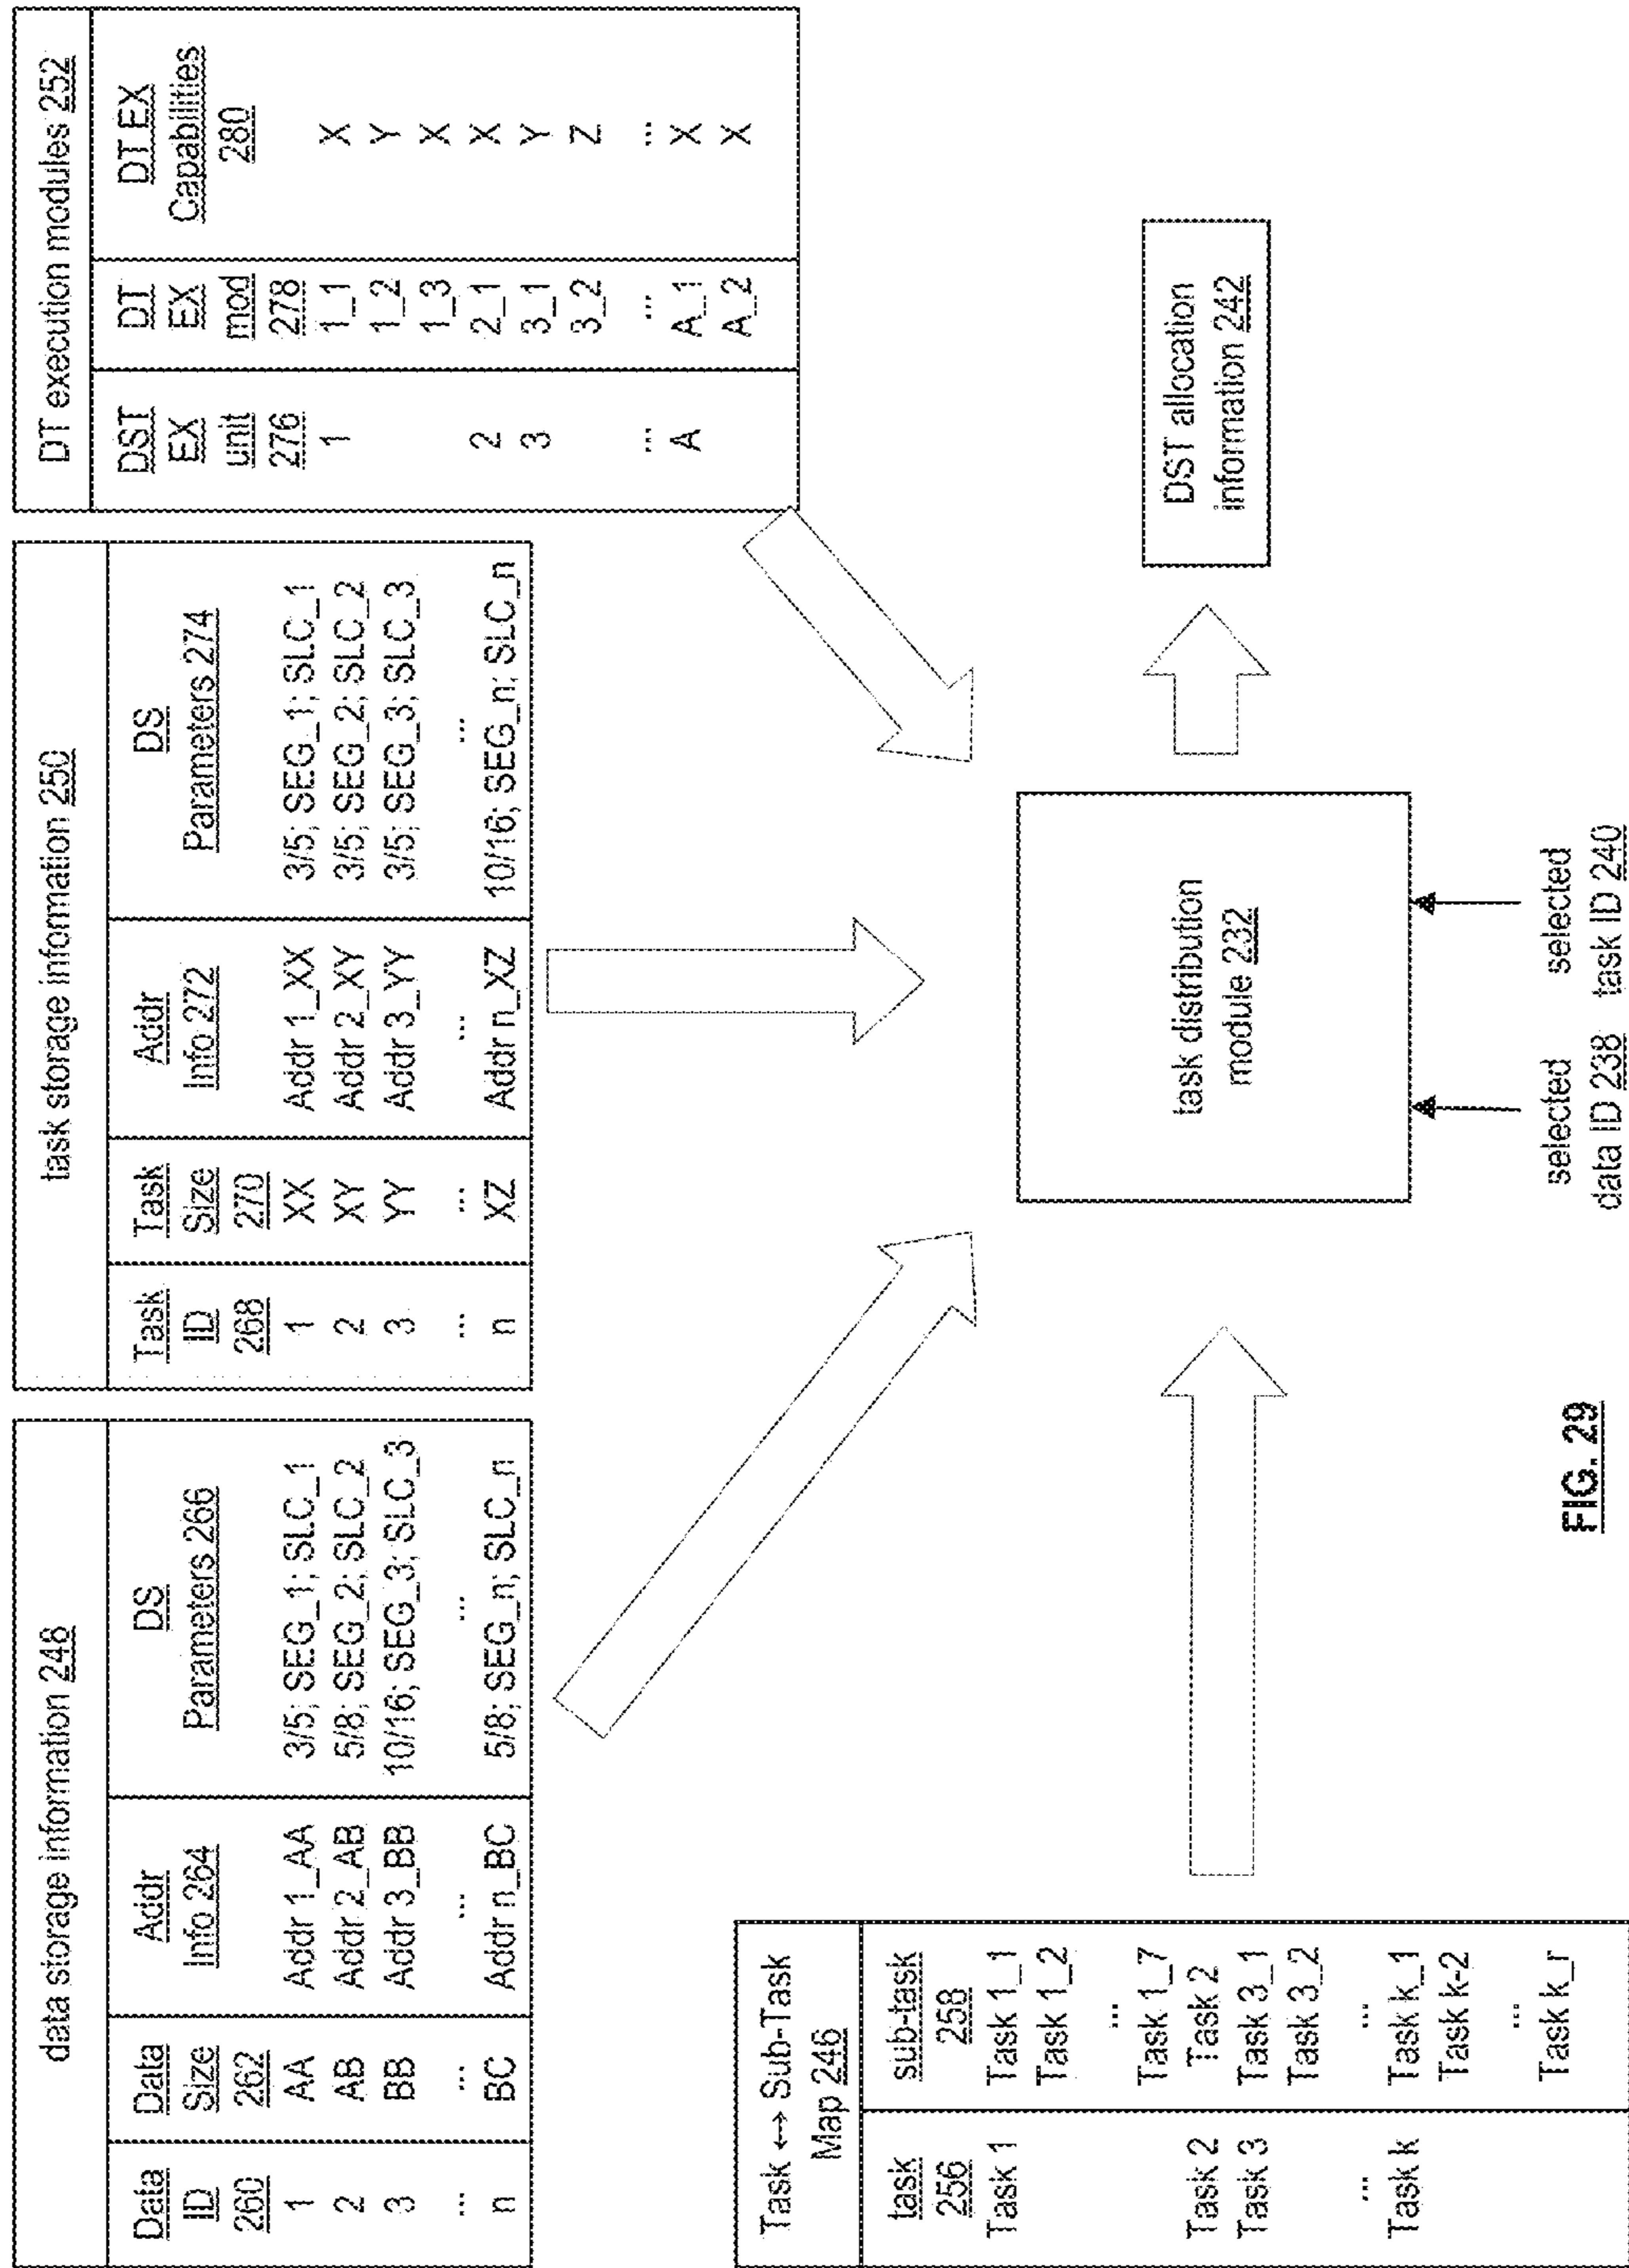 data storage information 248
Data
ID
260
1
2
3
...
n
Data
Size
262
AA
AB
BB
...
BC
Addr
Info 264
Addr 1_AA
Addr 2_AB
Addr 3_BB
...
Addr n_BC
DS
Parameters 266
3/5; SEG_1; SLC_1
5/8; SEG_2; SLC_2
10/16; SEG_3; SLC_3
...
5/8; SEG_n; SLC_n
task storage information 250
Task
ID
268
1
2
3
...
n
Task
Size
270
XX
XY
YY
...
XZ
Addr
Info 272
Addr 1_XX
Addr 2_XY
Addr 3_YY
...
Addr n_XZ
DS
Parameters 274
3/5; SEG_1; SLC_1
3/5; SEG_2; SLC_2
3/5; SEG_3; SLC_3
...
10/16; SEG_n; SLC_n
DT execution modules 252
DST
EX
unit
276
1
2
3
...
A
DT
EX
mod
278
1_1
1_2
1_3
2_1
3_1
3_2
...
A_1
A_2
DT EX
Capabilities
280
X
Y
X
X
Y
Z
...
X
X
Task ↔ Sub-Task
Map 246
task
256
Task 1
Task 2
Task 3
...
Task k
sub-task
258
Task 1_1
Task 1_2
...
Task 1_7
Task 2
Task 3_1
Task 3_2
...
Task k_1
Task k-2
...
Task k_r
task distribution
module 232
DST allocation
information 242
selected
data ID 238
selected
task ID 240
FIG. 29